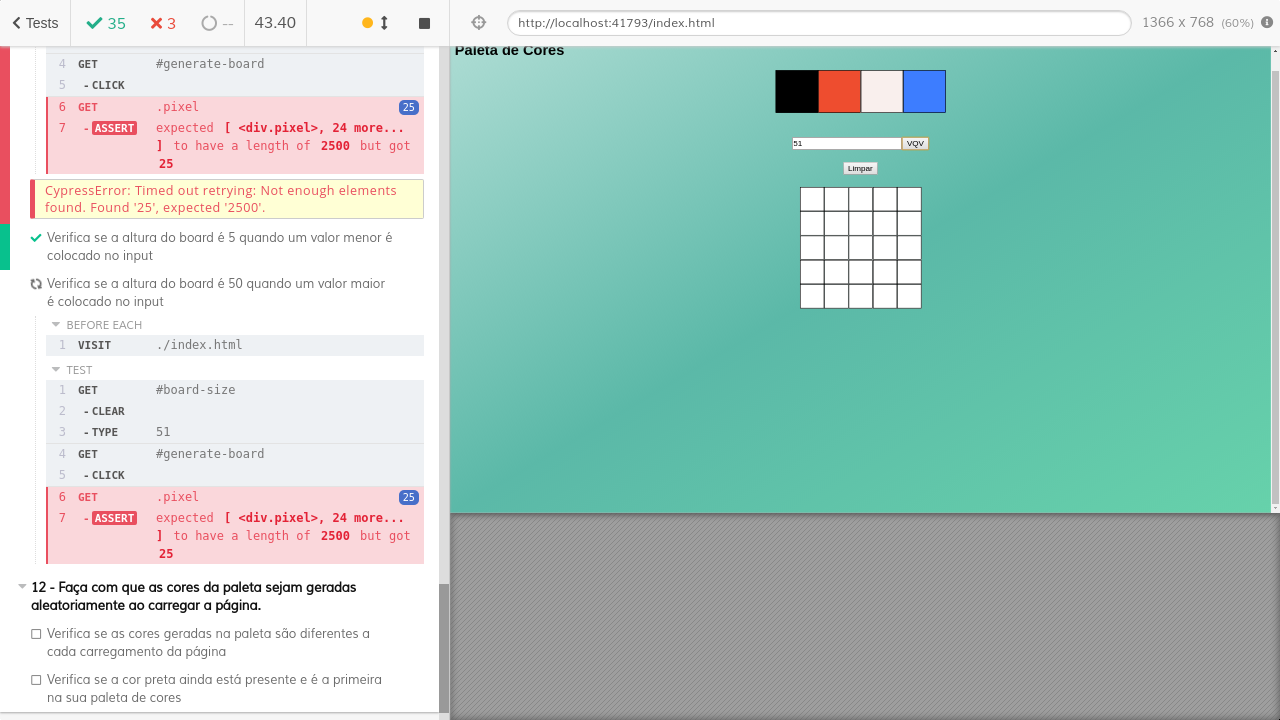 Tests
35
3
--
43.40
http://localhost:41793/index.html
1366 x 768 (60%)
4 GET #generate-board
5 - CLICK
6 GET .pixel 25
7 - ASSERT expected [ <div.pixel>, 24 more...
] to have a length of 2500 but got
25
CypressError: Timed out retrying: Not enough elements
found. Found '25', expected '2500'.
Verifica se a altura do board é 5 quando um valor menor é
colocado no input
Verifica se a altura do board é 50 quando um valor maior
é colocado no input
BEFORE EACH
1 VISIT ./index.html
TEST
1 GET #board-size
2 - CLEAR
3 - TYPE 51
4 GET #generate-board
5 - CLICK
6 GET .pixel 25
7 - ASSERT expected [ <div.pixel>, 24 more...
] to have a length of 2500 but got
25
12 - Faça com que as cores da paleta sejam geradas
aleatoriamente ao carregar a página.
Verifica se as cores geradas na paleta são diferentes a
cada carregamento da página
Verifica se a cor preta ainda está presente e é a primeira
na sua paleta de cores
Paleta de Cores
51 VQV
Limpar